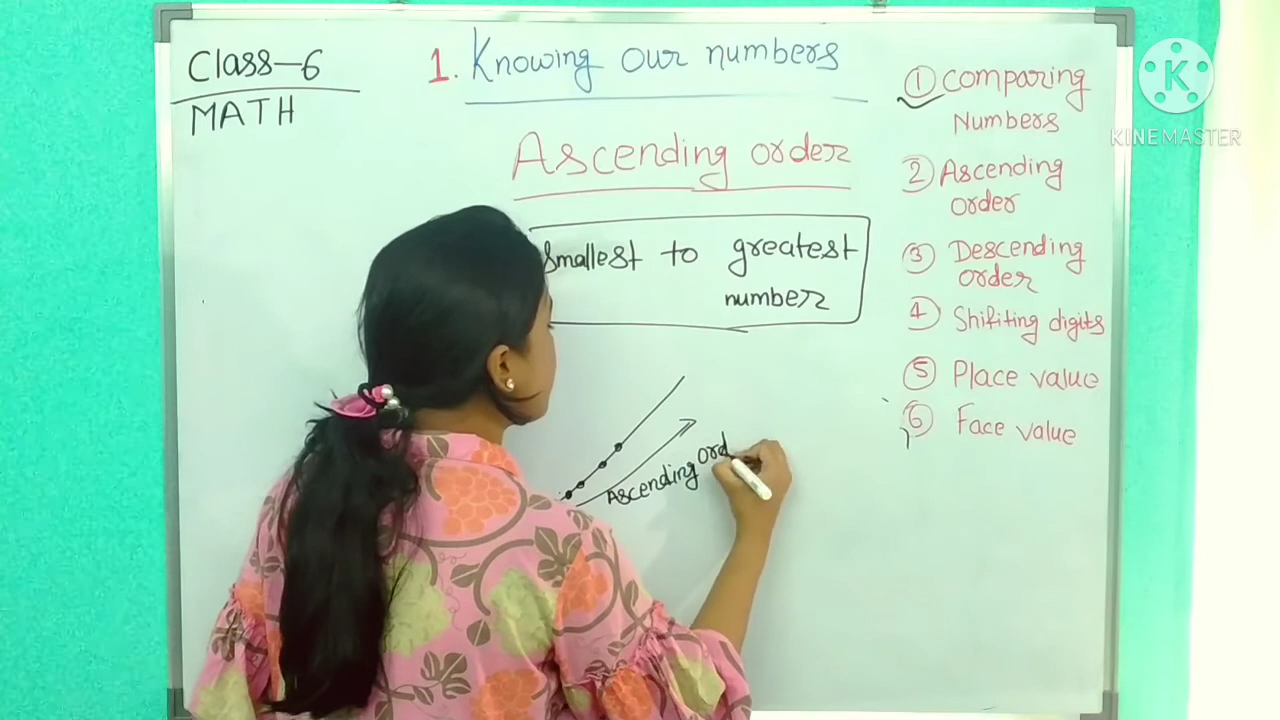 Class-6
MATH
1. Knowing our numbers
Ascending order
Smallest to greatest
number
Ascending Ord
① Comparing
Numbers
② Ascending
order
③ Descending
order
④ Shifiting digits
⑤ Place value
⑥ Face value
K
KINEMASTER